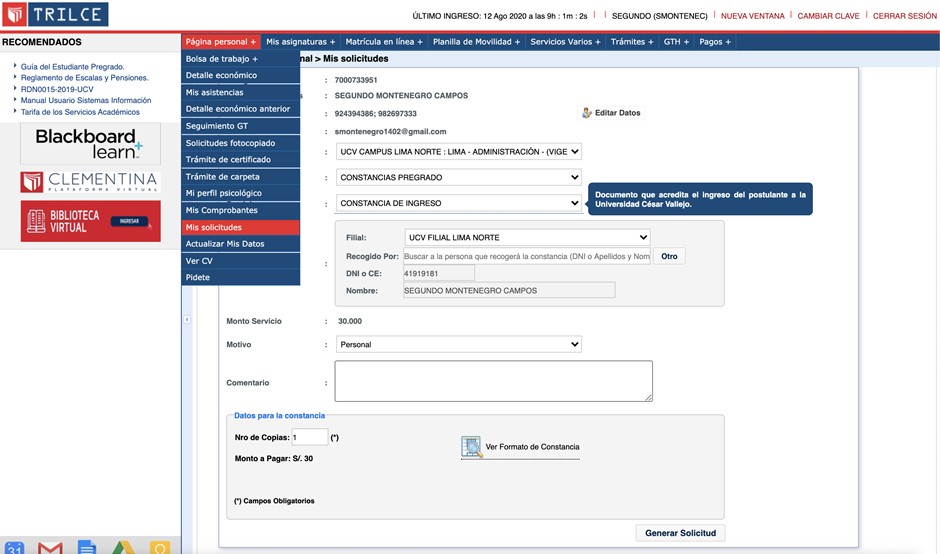 TRILCE
ÚLTIMO INGRESO: 12 Ago 2020 a las 9h : 1m : 2s | | SEGUNDO (SMONTENEC) | NUEVA VENTANA | CAMBIAR CLAVE | CERRAR SESIÓN
RECOMENDADOS
Guía del Estudiante Pregrado.
Reglamento de Escalas y Pensiones.
RDN0015-2019-UCV
Manual Usuario Sistemas Información
Tarifa de los Servicios Académicos
Blackboard
learn
CLEMENTINA
PLATAFORMA VIRTUAL
BIBLIOTECA
VIRTUAL
INGRESAR
Página personal + Mis asignaturas + Matrícula en línea + Planilla de Movilidad + Servicios Varios + Trámites + GTH + Pagos +
Bolsa de trabajo +
Detalle económico
Mis asistencias
Detalle económico anterior
Seguimiento GT
Solicitudes fotocopiado
Trámite de certificado
Trámite de carpeta
Mi perfil psicológico
Mis Comprobantes
Mis solicitudes
Actualizar Mis Datos
Ver CV
Pidete
nal > Mis solicitudes
: 7000733951
s : SEGUNDO MONTENEGRO CAMPOS
: 924394386; 982697333
Editar Datos
: smontenegro1402@gmail.com
: UCV CAMPUS LIMA NORTE : LIMA - ADMINISTRACIÓN - (VIGE
: CONSTANCIAS PREGRADO
: CONSTANCIA DE INGRESO
Documento que acredita el ingreso del postulante a la
Universidad César Vallejo.
:
Filial: UCV FILIAL LIMA NORTE
Recogido Por: Buscar a la persona que recogerá la constancia (DNI o Apellidos y Nom Otro
DNI o CE: 41919181
Nombre: SEGUNDO MONTENEGRO CAMPOS
Monto Servicio : 30.000
Motivo : Personal
Comentario :
Datos para la constancia
Nro de Copias: 1 (*)
Ver Formato de Constancia
Monto a Pagar: S/. 30
(*) Campos Obligatorios
Generar Solicitud
31